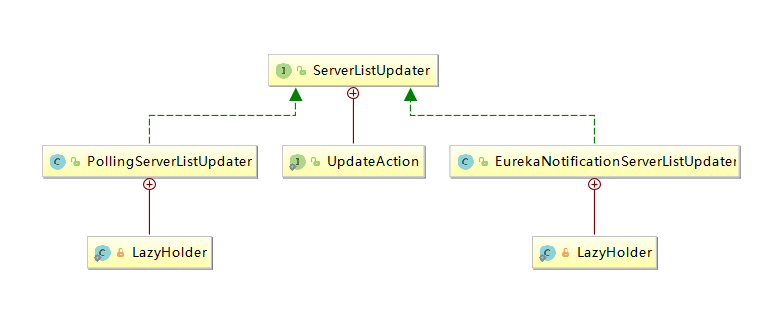 I ServerListUpdater
C PollingServerListUpdater
I UpdateAction
C EurekaNotificationServerListUpdater
C LazyHolder
C LazyHolder